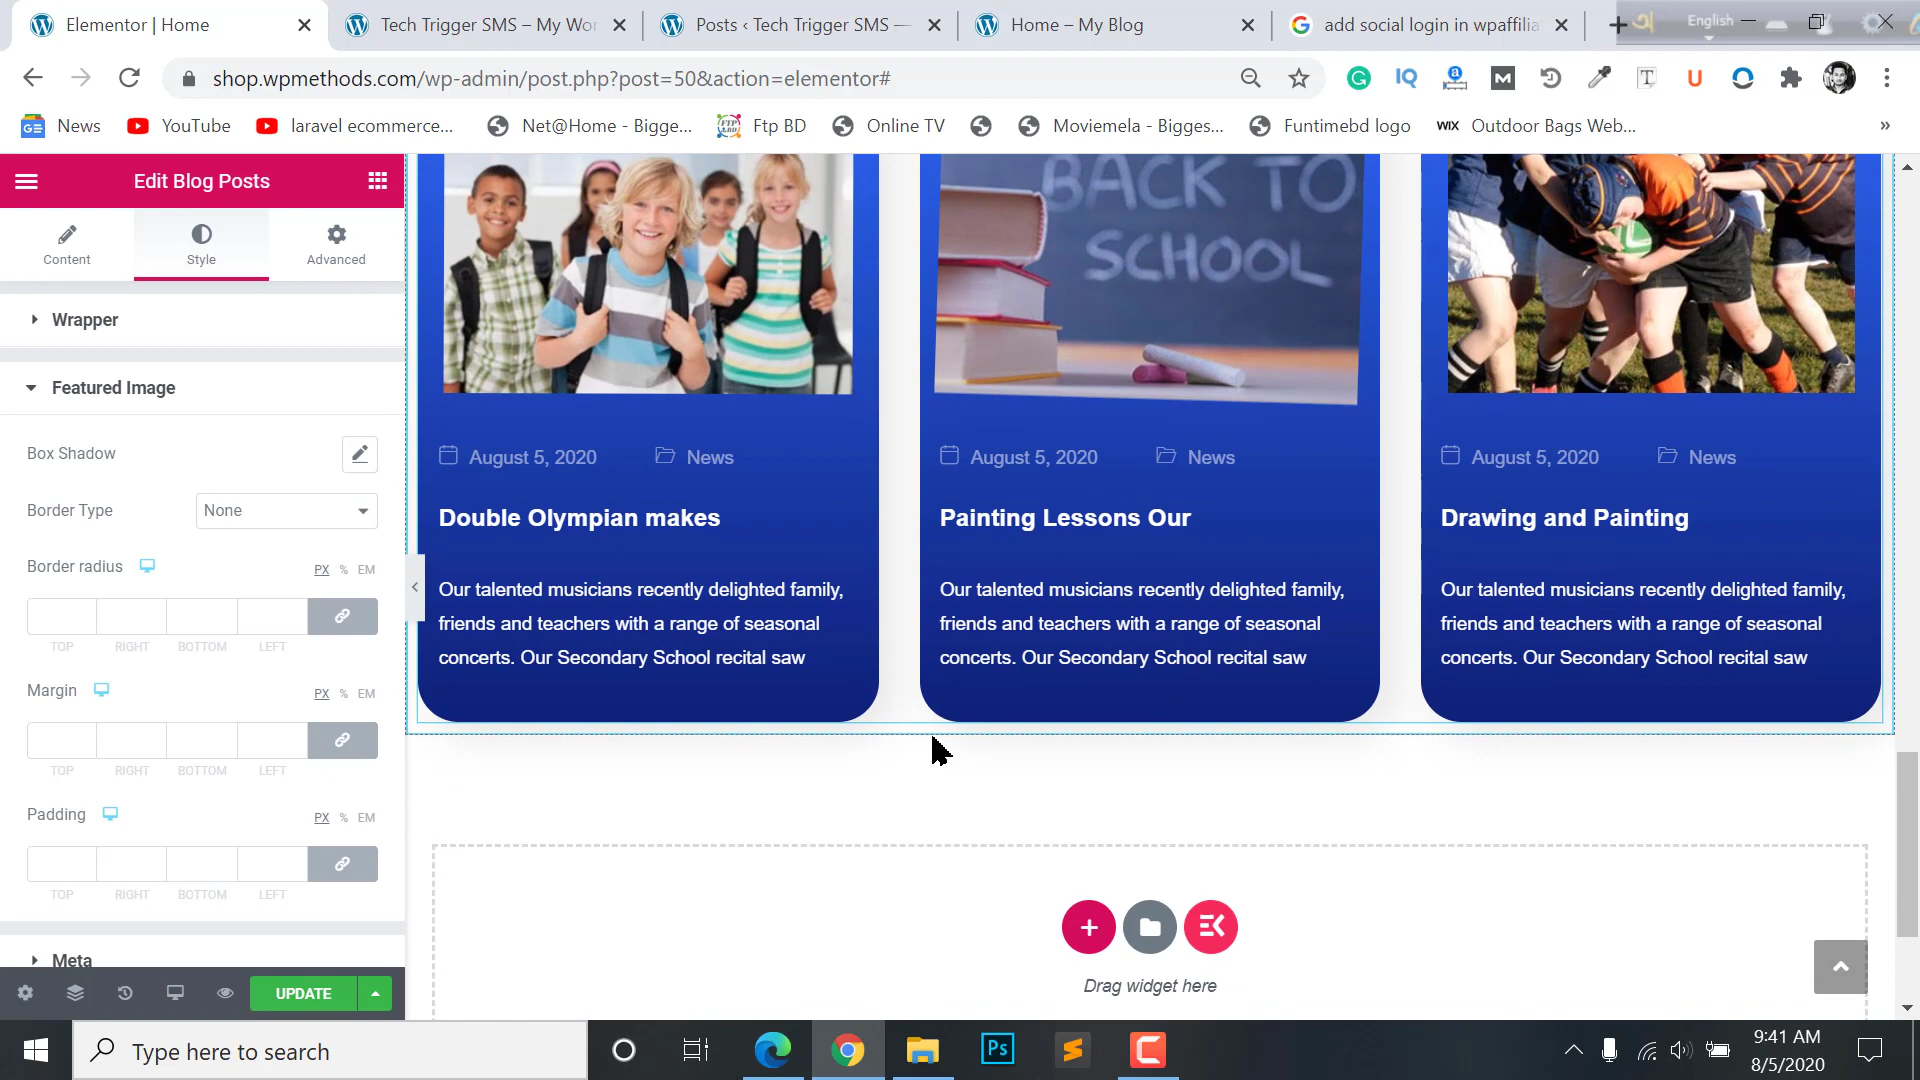 Elementor | Home
Tech Trigger SMS – My Wor
Posts ‹ Tech Trigger SMS —
Home – My Blog
add social login in wpaffilia
English
shop.wpmethods.com/wp-admin/post.php?post=50&action=elementor#
News
YouTube
laravel ecommerce...
Net@Home - Bigge...
Ftp BD
Online TV
Moviemela - Bigges...
Funtimebd logo
WIX
Outdoor Bags Web...
»
Edit Blog Posts
Content
Style
Advanced
Wrapper
Featured Image
Box Shadow
Border Type
None
Border radius
PX % EM
TOP RIGHT BOTTOM LEFT
Margin
PX % EM
TOP RIGHT BOTTOM LEFT
Padding
PX % EM
TOP RIGHT BOTTOM LEFT
Meta
UPDATE
BACK TO
SCHOOL
August 5, 2020 News
Double Olympian makes
Our talented musicians recently delighted family,
friends and teachers with a range of seasonal
concerts. Our Secondary School recital saw
August 5, 2020 News
Painting Lessons Our
Our talented musicians recently delighted family,
friends and teachers with a range of seasonal
concerts. Our Secondary School recital saw
August 5, 2020 News
Drawing and Painting
Our talented musicians recently delighted family,
friends and teachers with a range of seasonal
concerts. Our Secondary School recital saw
Drag widget here
Type here to search
Ps
9:41 AM
8/5/2020